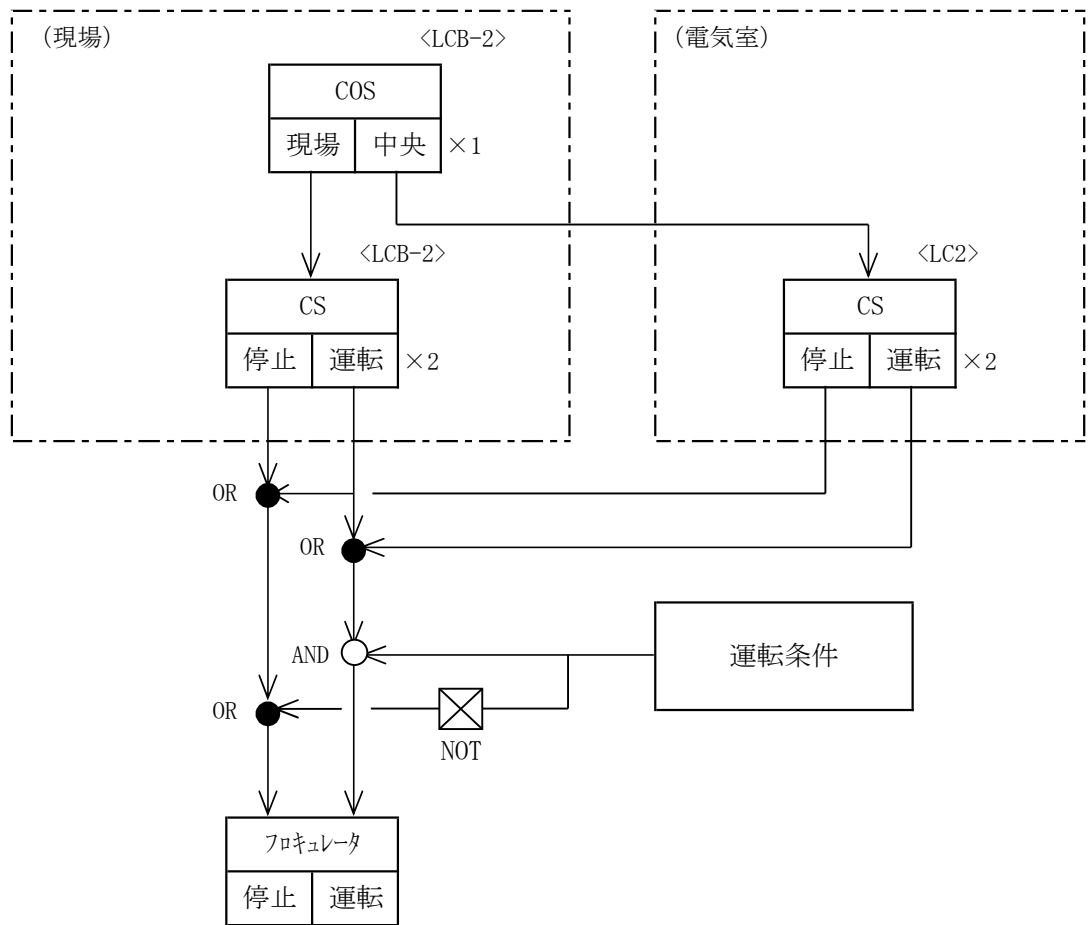 (現場)
<LCB-2>
(電気室)
COS
現場 中央 ×1
<LCB-2>
<LC2>
CS
停止 運転 ×2
CS
停止 運転 ×2
OR
OR
AND
運転条件
OR
NOT
フロキュレータ
停止 運転